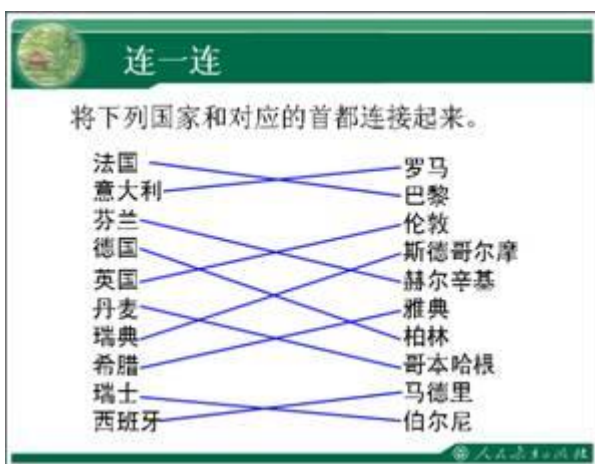 连一连
将下列国家和对应的首都连接起来。
法国 罗马
意大利 巴黎
芬兰 伦敦
德国 斯德哥尔摩
英国 赫尔辛基
丹麦 雅典
瑞典 柏林
希腊 哥本哈根
瑞士 马德里
西班牙 伯尔尼